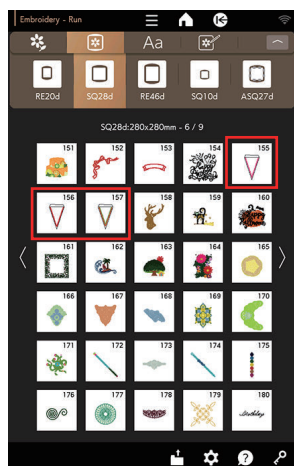 Embroidery - Run
Aa
RE20d SQ28d RE46d SQ10d ASQ27d
SQ28d:280x280mm - 6 / 9
151 152 153 154 155
156 157 158 159 160
161 162 163 164 165
166 167 168 169 170
171 172 173 174 175
176 177 178 179 180
Birthday
?